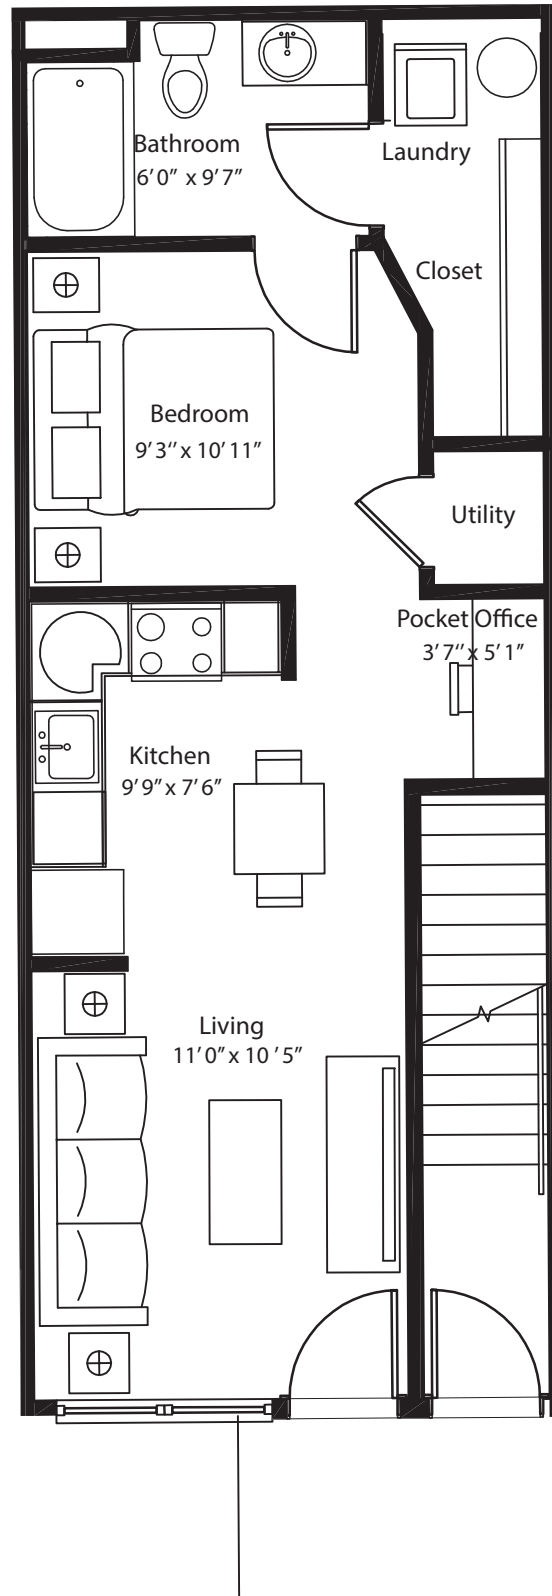 Bathroom
6'0” x 9'7”
Laundry
Closet
Bedroom
9'3'' x 10'11”
Utility
Pocket Office
3'7'' x 5'1”
Kitchen
9'9” x 7'6”
Living
11'0” x 10 '5”